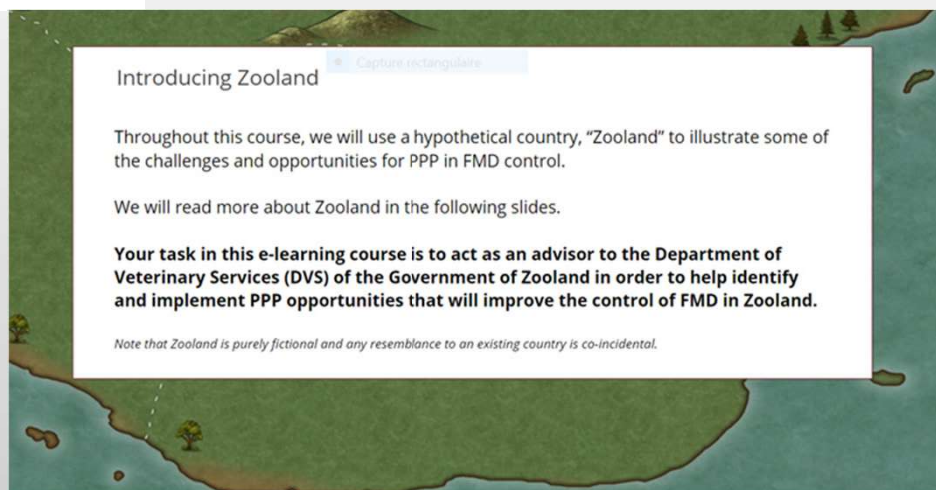 Capture rectangulaire
Introducing Zooland
Throughout this course, we will use a hypothetical country, “Zooland” to illustrate some of
the challenges and opportunities for PPP in FMD control.
We will read more about Zooland in the following slides.
Your task in this e-learning course is to act as an advisor to the Department of
Veterinary Services (DVS) of the Government of Zooland in order to help identify
and implement PPP opportunities that will improve the control of FMD in Zooland.
Note that Zooland is purely fictional and any resemblance to an existing country is co-incidental.